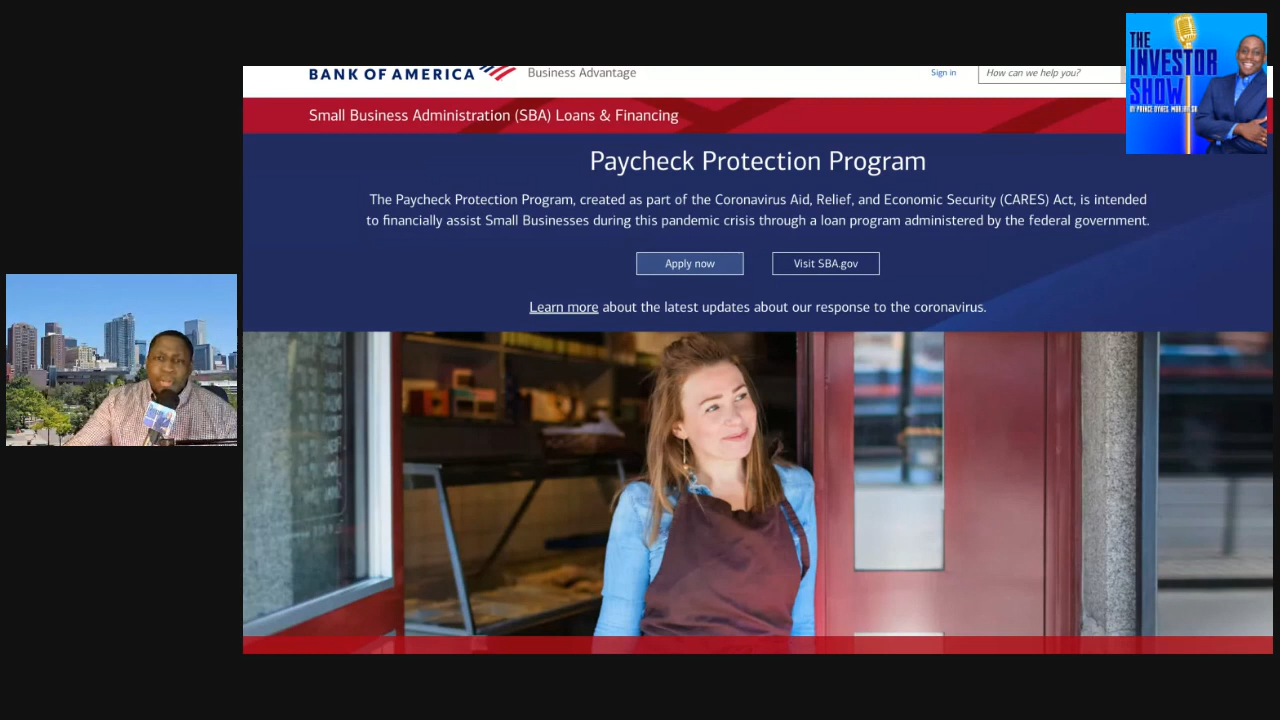 BANK OF AMERICA
Business Advantage
Sign in
How can we help you?
Small Business Administration (SBA) Loans & Financing
Paycheck Protection Program
The Paycheck Protection Program, created as part of the Coronavirus Aid, Relief, and Economic Security (CARES) Act, is intended
to financially assist Small Businesses during this pandemic crisis through a loan program administered by the federal government.
Apply now
Visit SBA.gov
Learn more about the latest updates about our response to the coronavirus.
THE
INVESTOR
SHOW
BY PRINCE DYKES